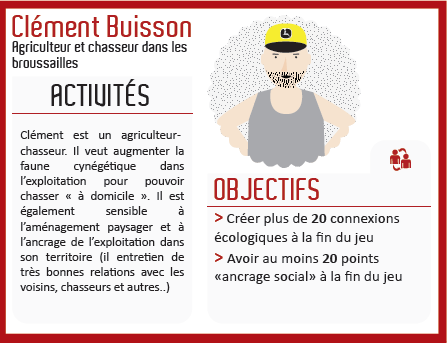 Clément Buisson
Agriculteur et chasseur dans les
broussailles
ACTIVITÉS
Clément est un agriculteur-
chasseur. Il veut augmenter la
faune cynégétique dans
l'exploitation pour pouvoir
chasser « à domicile ». Il est
également sensible à
l'aménagement paysager et à
l'ancrage de l'exploitation dans
son territoire (il entretien de
très bonnes relations avec les
voisins, chasseurs et autres..)
OBJECTIFS
> Créer plus de 20 connexions
écologiques à la fin du jeu
> Avoir au moins 20 points
«ancrage social» à la fin du jeu